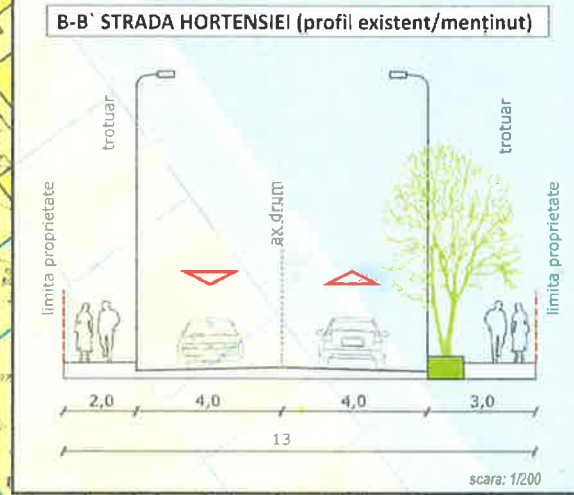 B-B` STRADA HORTENSIEI (profil existent/menținut)
limita proprietate
trotuar
ax drum
trotuar
limita proprietate
2,0 4,0 4,0 3,0
13
scara: 1/200